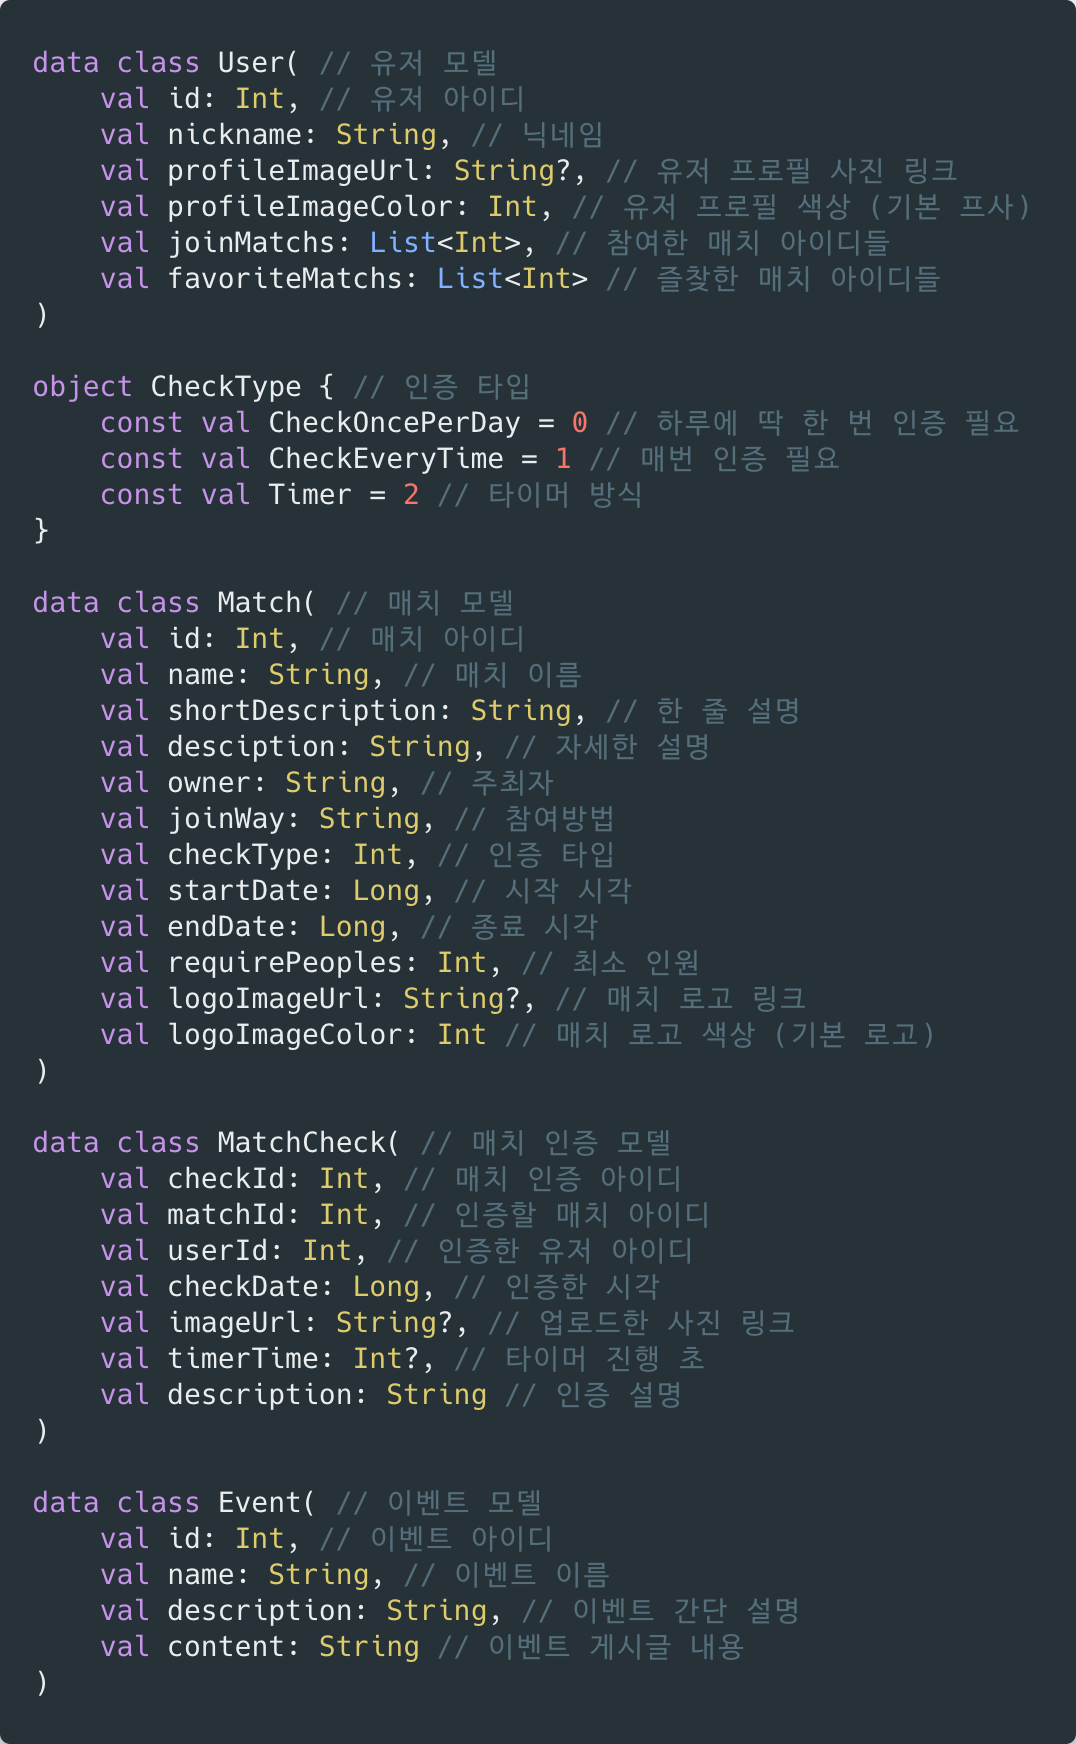 data class User( // 유저 모델
    val id: Int, // 유저 아이디
    val nickname: String, // 닉네임
    val profileImageUrl: String?, // 유저 프로필 사진 링크
    val profileImageColor: Int, // 유저 프로필 색상 (기본 프사)
    val joinMatchs: List<Int>, // 참여한 매치 아이디들
    val favoriteMatchs: List<Int> // 즐찾한 매치 아이디들
)

object CheckType { // 인증 타입
    const val CheckOncePerDay = 0 // 하루에 딱 한 번 인증 필요
    const val CheckEveryTime = 1 // 매번 인증 필요
    const val Timer = 2 // 타이머 방식
}

data class Match( // 매치 모델
    val id: Int, // 매치 아이디
    val name: String, // 매치 이름
    val shortDescription: String, // 한 줄 설명
    val desciption: String, // 자세한 설명
    val owner: String, // 주최자
    val joinWay: String, // 참여방법
    val checkType: Int, // 인증 타입
    val startDate: Long, // 시작 시각
    val endDate: Long, // 종료 시각
    val requirePeoples: Int, // 최소 인원
    val logoImageUrl: String?, // 매치 로고 링크
    val logoImageColor: Int // 매치 로고 색상 (기본 로고)
)

data class MatchCheck( // 매치 인증 모델
    val checkId: Int, // 매치 인증 아이디
    val matchId: Int, // 인증할 매치 아이디
    val userId: Int, // 인증한 유저 아이디
    val checkDate: Long, // 인증한 시각
    val imageUrl: String?, // 업로드한 사진 링크
    val timerTime: Int?, // 타이머 진행 초
    val description: String // 인증 설명
)

data class Event( // 이벤트 모델
    val id: Int, // 이벤트 아이디
    val name: String, // 이벤트 이름
    val description: String, // 이벤트 간단 설명
    val content: String // 이벤트 게시글 내용
)